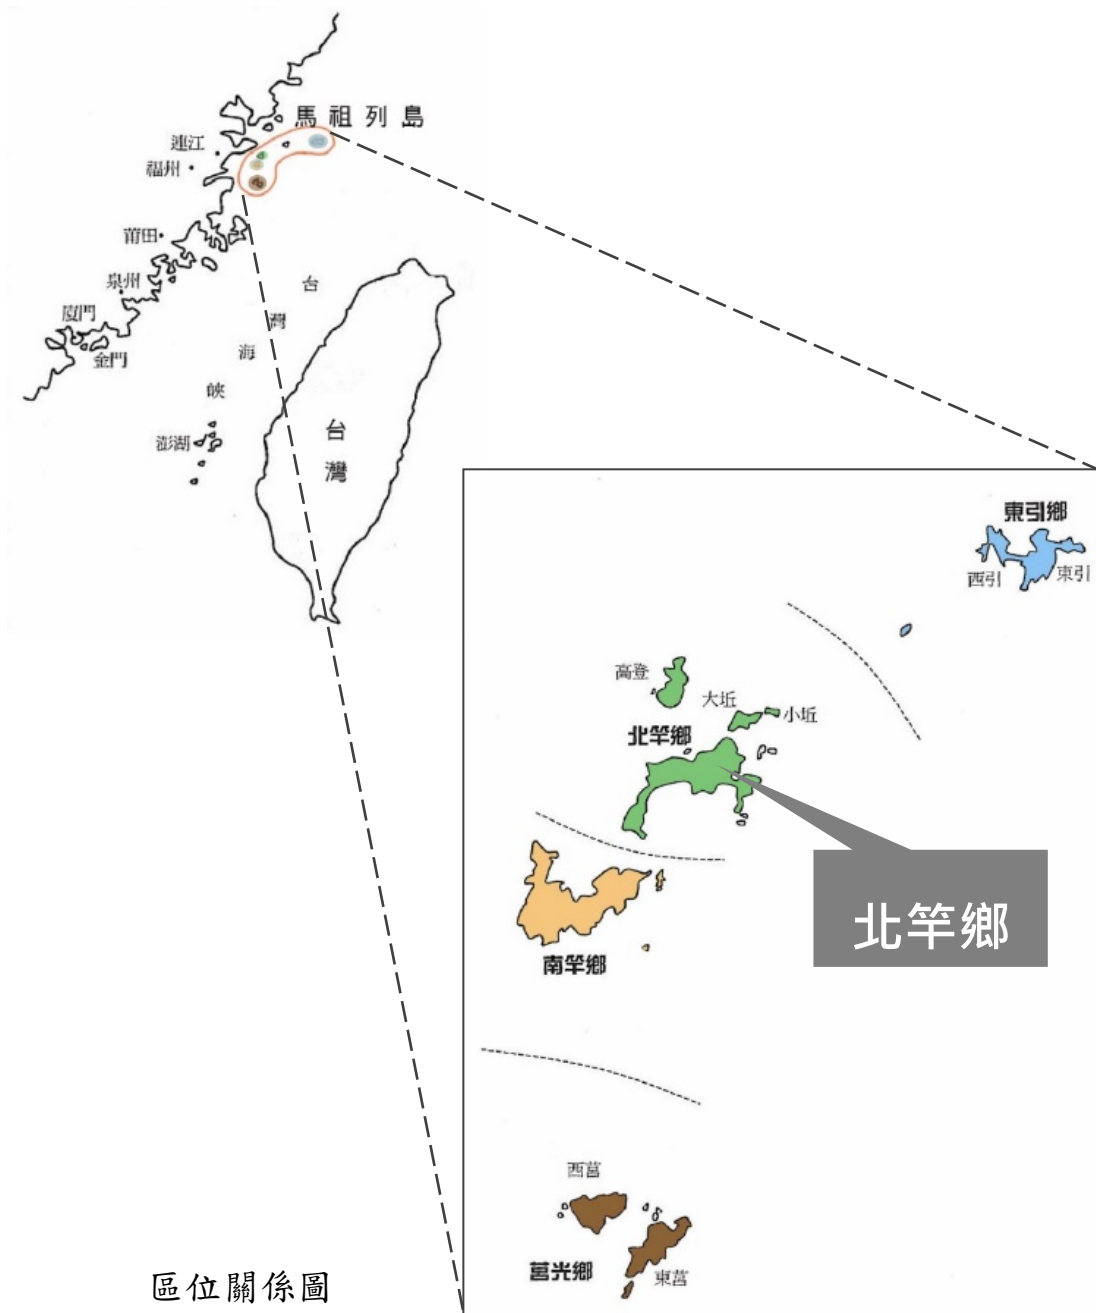 馬祖列島
連江
福州
莆田
泉州
廈門
金門
台灣海峽
澎湖
台灣
東引鄉
西引
東引
高登
大坵
小坵
北竿鄉
北竿鄉
南竿鄉
西莒
莒光鄉
東莒
區位關係圖